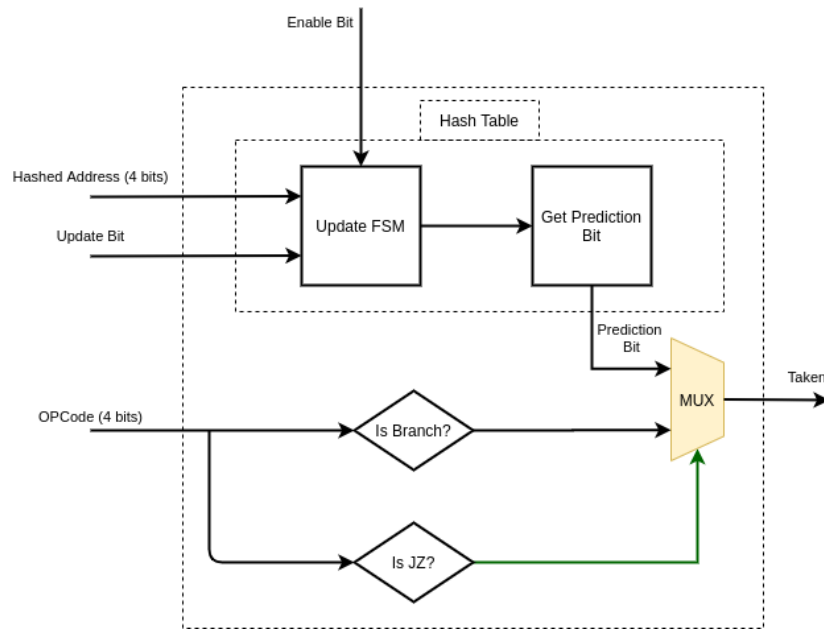 Enable Bit
Hash Table
Hashed Address (4 bits)
Update FSM
Get Prediction
Bit
Update Bit
Prediction
Bit
Taken
MUX
OPCode (4 bits)
Is Branch?
Is JZ?